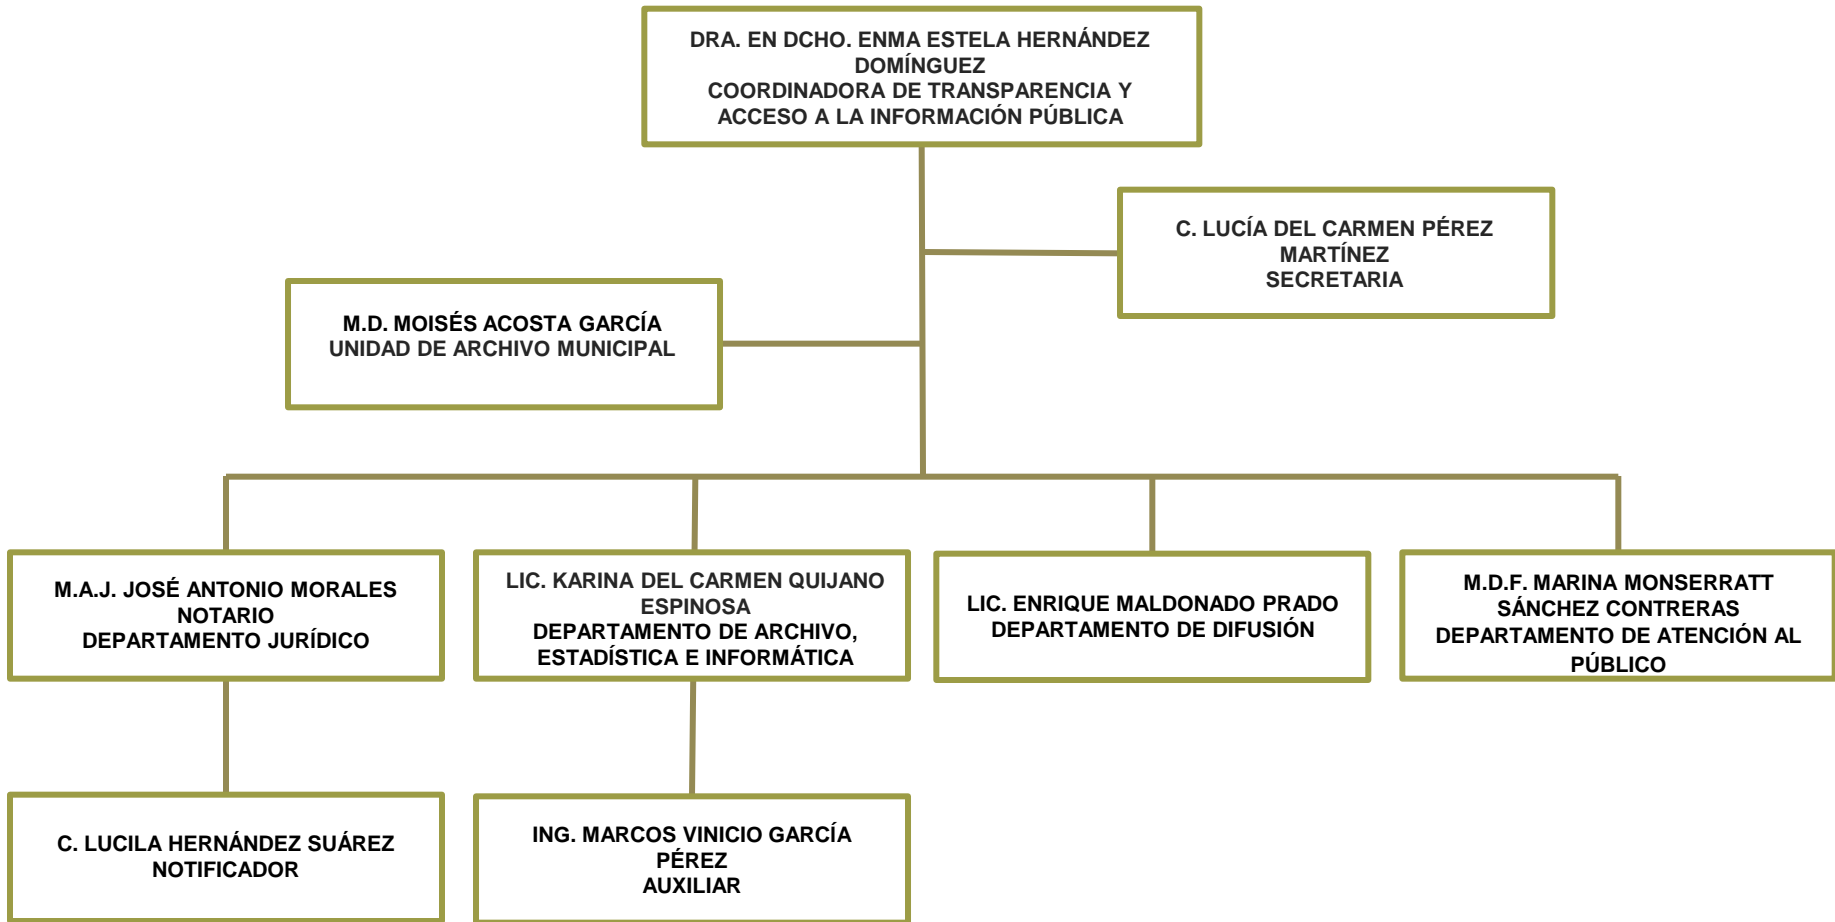 DRA. EN DCHO. ENMA ESTELA HERNÁNDEZ
DOMÍNGUEZ
COORDINADORA DE TRANSPARENCIA Y
ACCESO A LA INFORMACIÓN PÚBLICA
C. LUCÍA DEL CARMEN PÉREZ
MARTÍNEZ
SECRETARIA
M.D. MOISÉS ACOSTA GARCÍA
UNIDAD DE ARCHIVO MUNICIPAL
M.A.J. JOSÉ ANTONIO MORALES
NOTARIO
DEPARTAMENTO JURÍDICO
LIC. KARINA DEL CARMEN QUIJANO
ESPINOSA
DEPARTAMENTO DE ARCHIVO,
ESTADÍSTICA E INFORMÁTICA
LIC. ENRIQUE MALDONADO PRADO
DEPARTAMENTO DE DIFUSIÓN
M.D.F. MARINA MONSERRATT
SÁNCHEZ CONTRERAS
DEPARTAMENTO DE ATENCIÓN AL
PÚBLICO
C. LUCILA HERNÁNDEZ SUÁREZ
NOTIFICADOR
ING. MARCOS VINICIO GARCÍA
PÉREZ
AUXILIAR